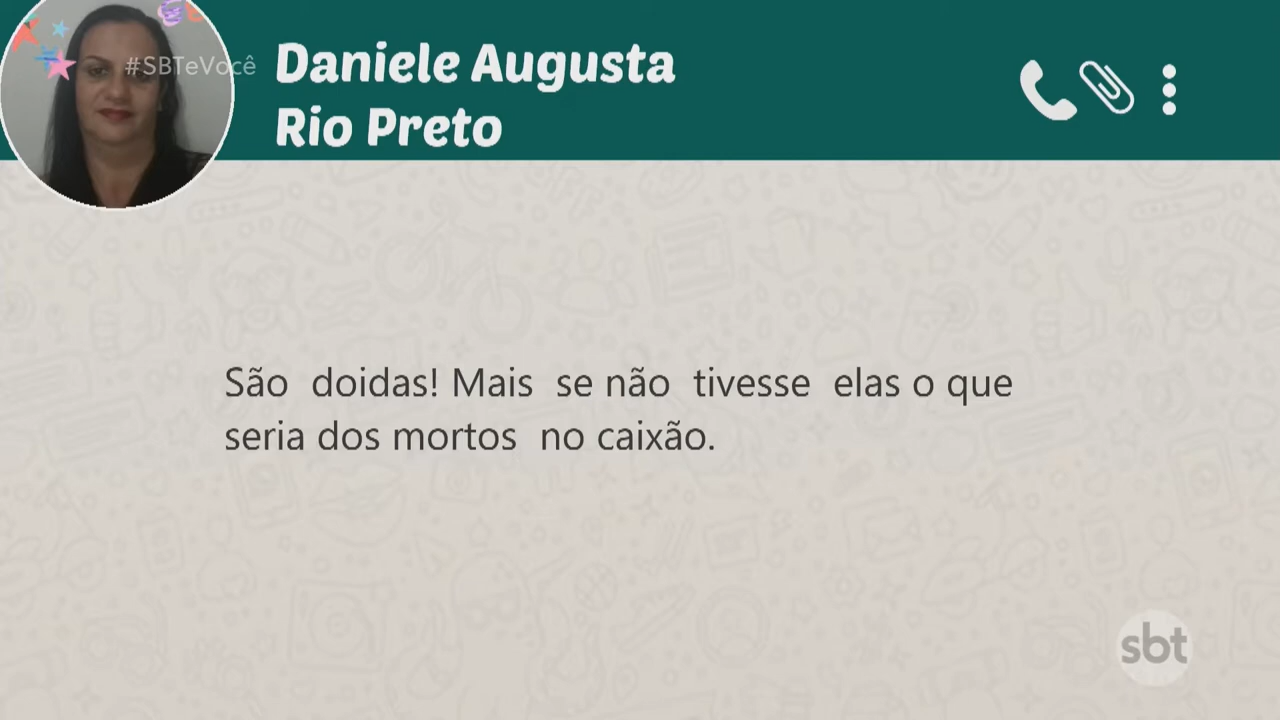 #SBTeVocê
Daniele Augusta
Rio Preto
São doidas! Mais se não tivesse elas o que
seria dos mortos no caixão.
sbt